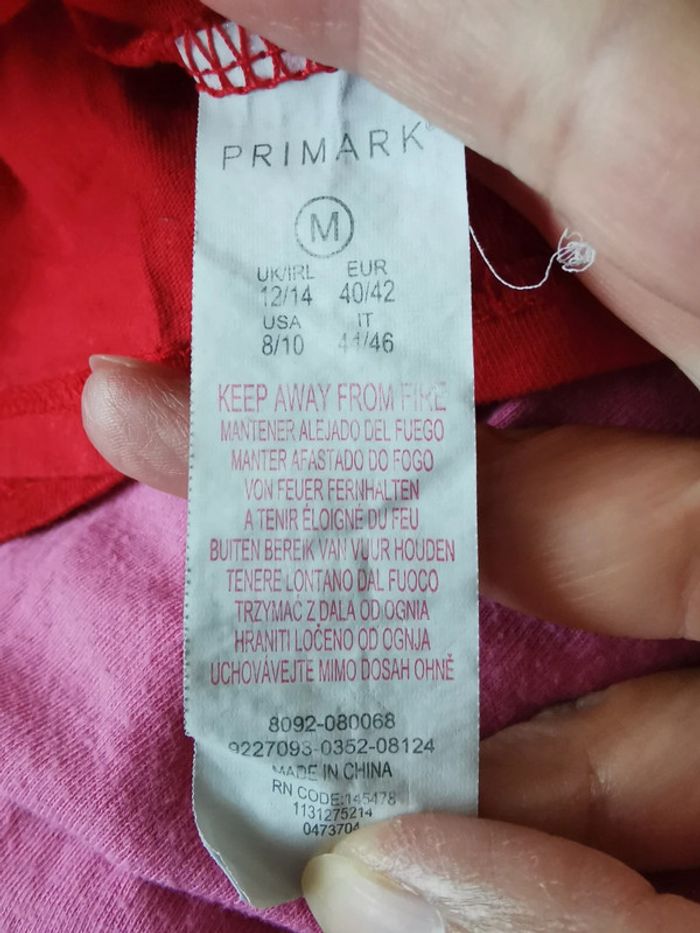 PRIMARK®
M
UK/IRL EUR
12/14 40/42
USA IT
8/10 44/46
KEEP AWAY FROM FIRE
MANTENER ALEJADO DEL FUEGO
MANTER AFASTADO DO FOGO
VON FEUER FERNHALTEN
A TENIR ÉLOIGNÉ DU FEU
BUITEN BEREIK VAN VUUR HOUDEN
TENERE LONTANO DAL FUOCO
TRZYMAĆ Z DALA OD OGNIA
HRANITI LOČENO OD OGNJA
UCHOVÁVEJTE MIMO DOSAH OHNĚ
8092-080068
9227093-0352-08124
MADE IN CHINA
RN CODE:145478
1131275214
0473704